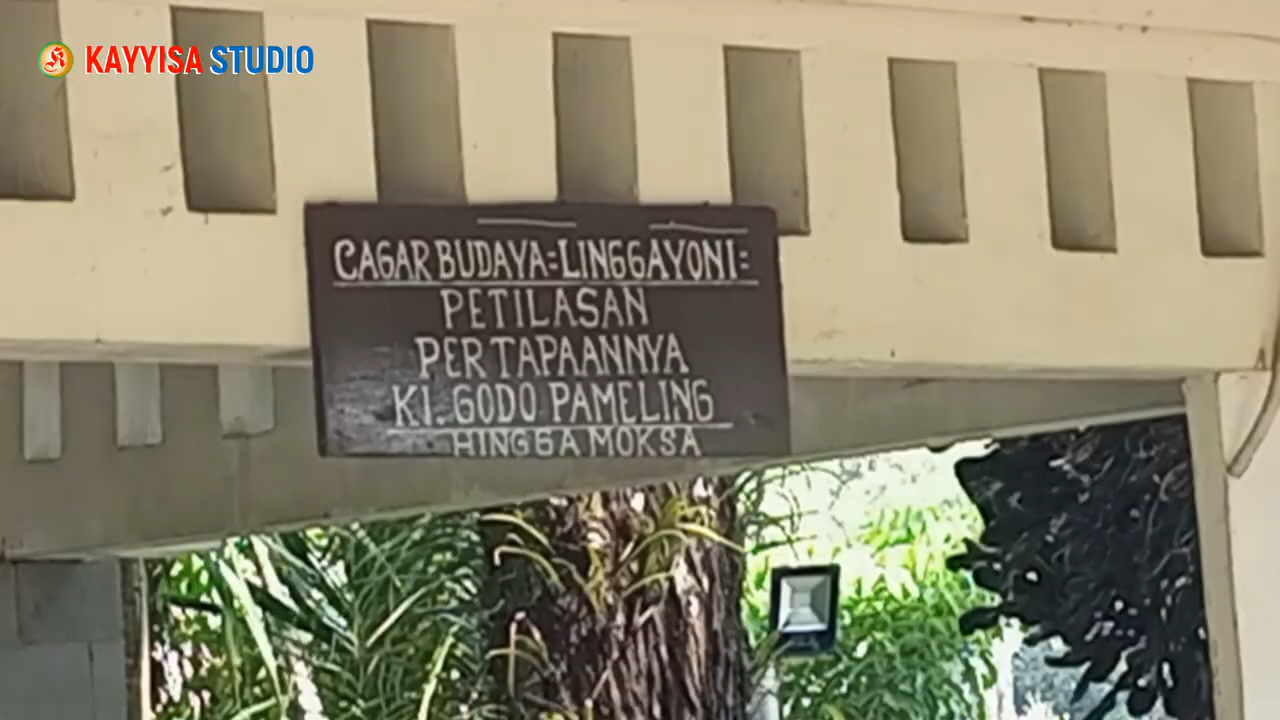 KAYYISA STUDIO
CAGAR BUDAYA=LINGGAYONI=
PETILASAN
PERTAPAANNYA
KI. GODO PAMELING
HINGGA MOKSA